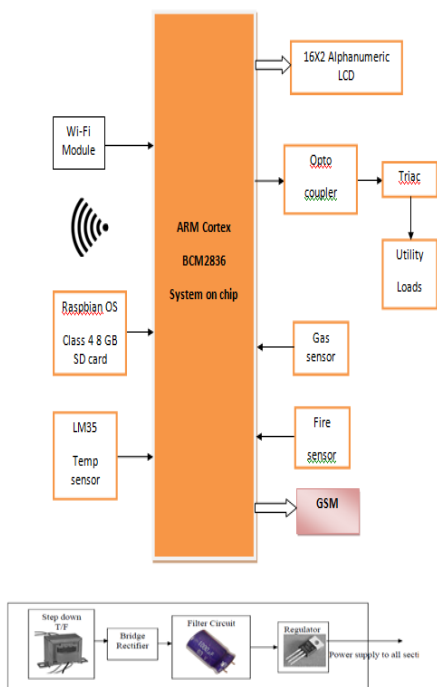 16X2 Alphanumeric
LCD
Wi-Fi
Module
Opto
coupler
Triac
ARM Cortex
BCM2836
System on chip
Utility
Loads
Raspbian OS
Class 4 8 GB
SD card
Gas
sensor
LM35
Temp
sensor
Fire
sensor
GSM
Step down
T/F
Bridge
Rectifier
Filter Circuit
Regulator
Power supply to all secti